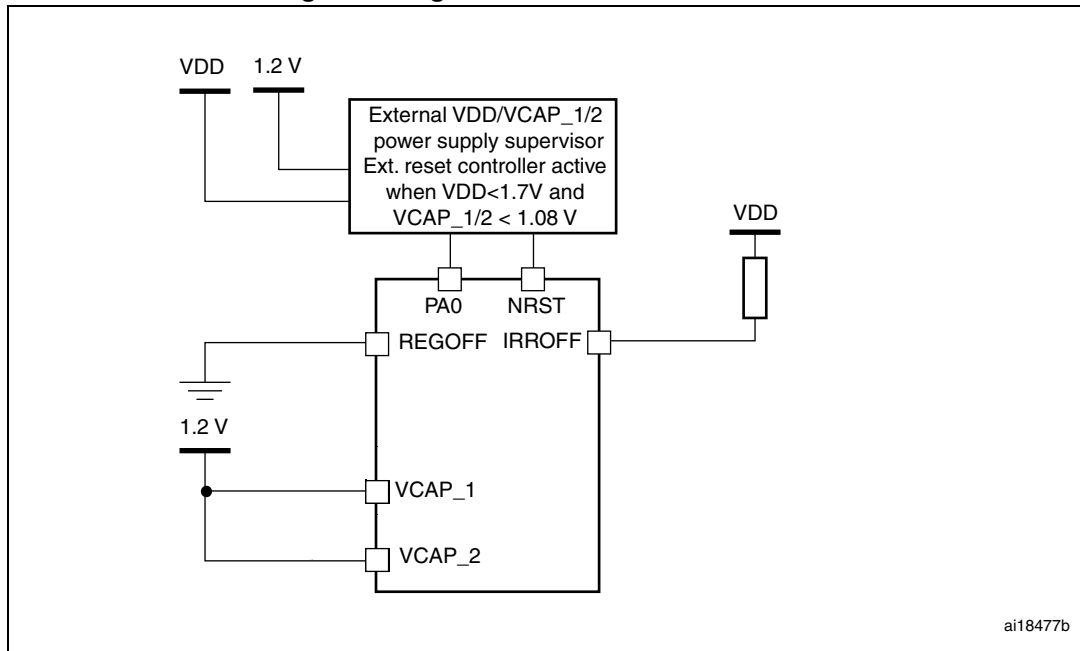 VDD 1.2 V
External VDD/VCAP_1/2
power supply supervisor
Ext. reset controller active
when VDD<1.7V and
VCAP_1/2 < 1.08 V
VDD
PA0 NRST
REGOFF IRROFF
1.2 V
VCAP_1
VCAP_2
ai18477b